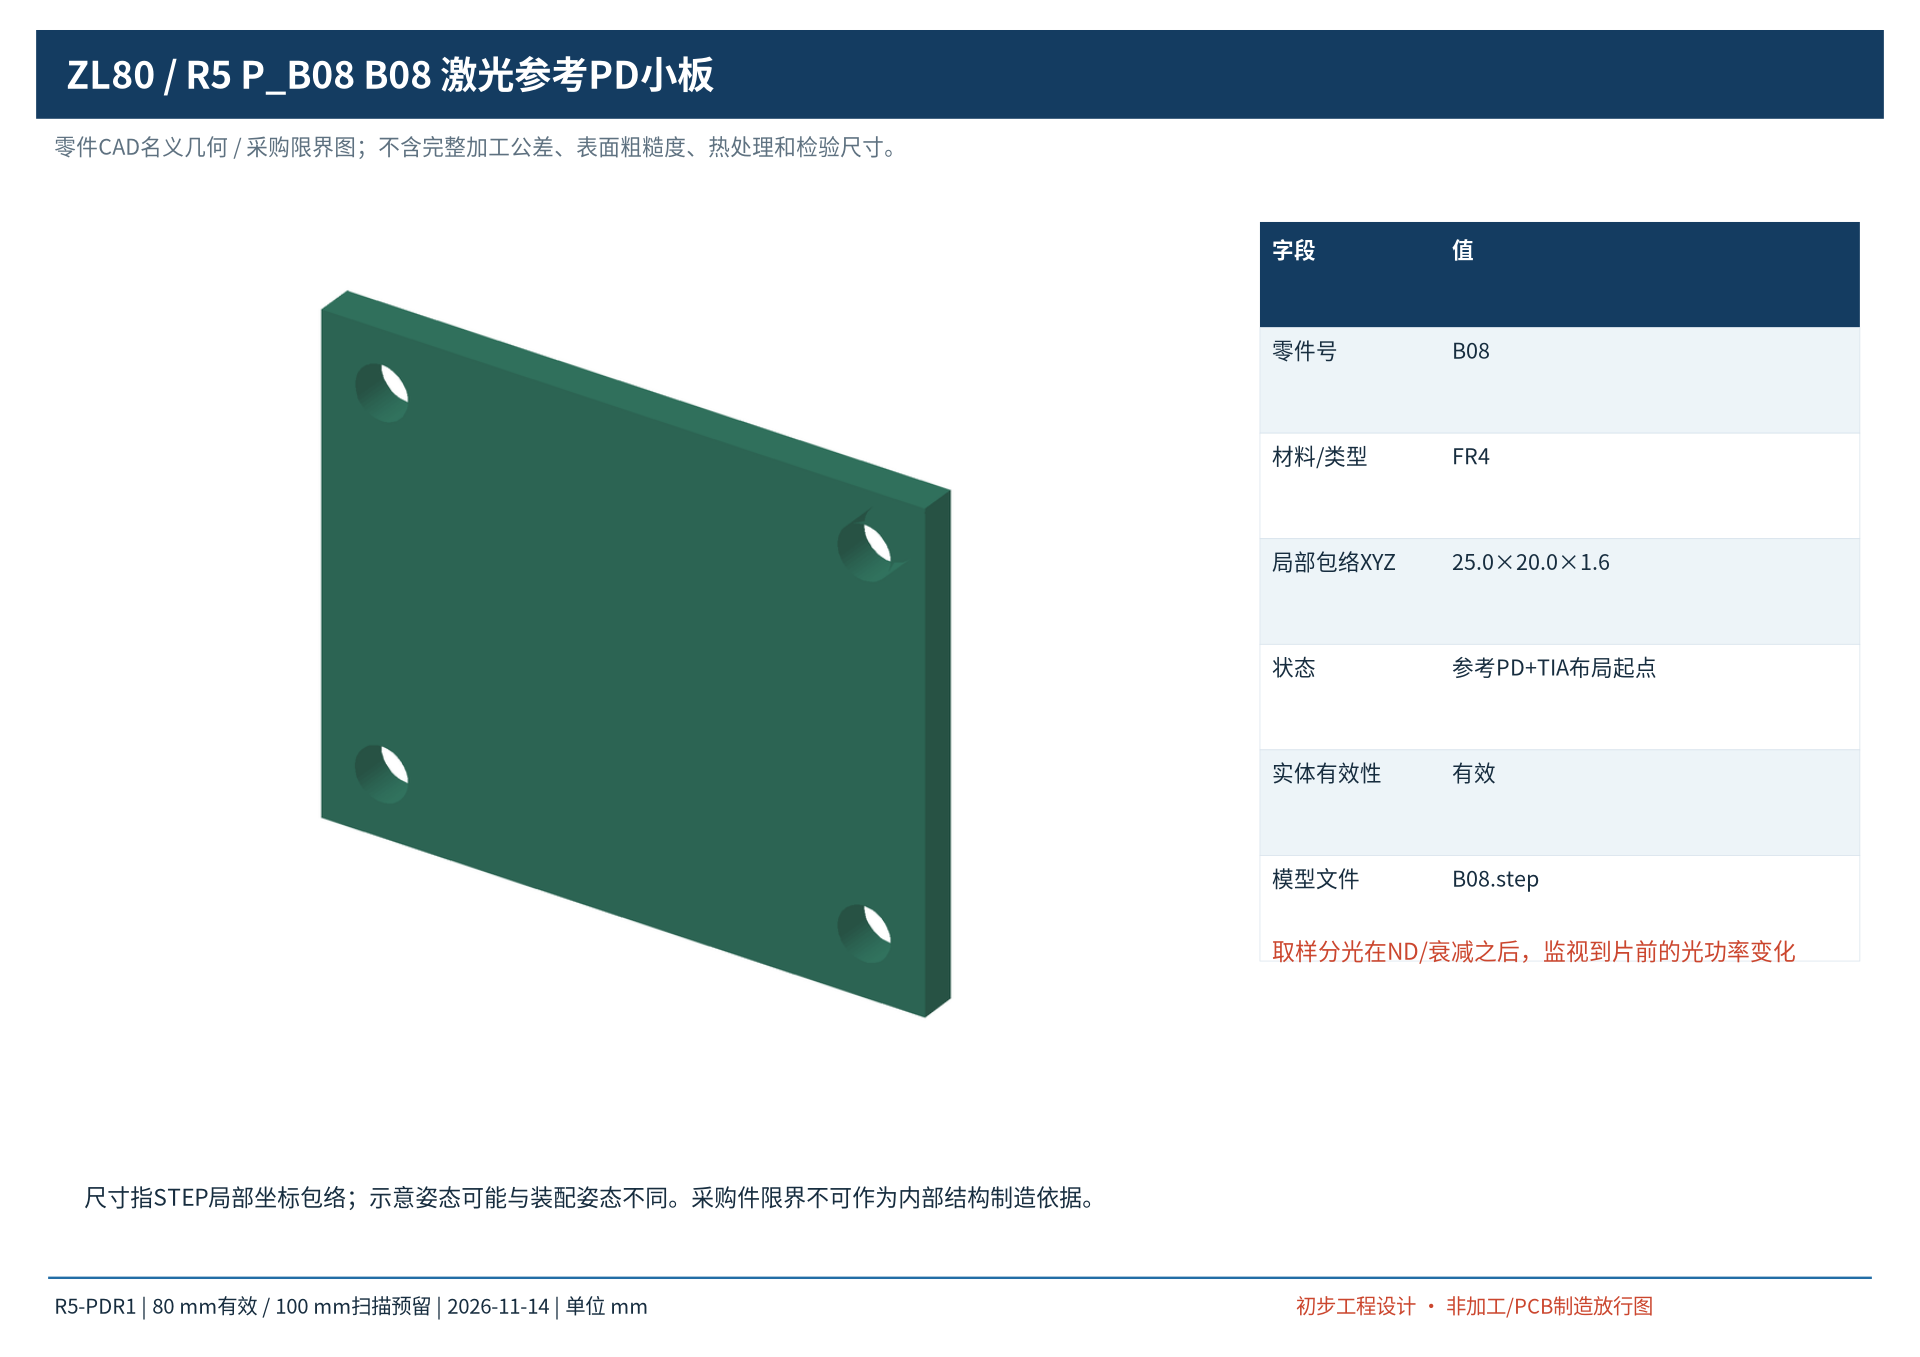 ZL80 / R5 P_B08 B08 激光参考PD小板
零件CAD名义几何 / 采购限界图；不含完整加工公差、表面粗糙度、热处理和检验尺寸。
字段 值
零件号 B08
材料/类型 FR4
局部包络XYZ 25.0×20.0×1.6
状态 参考PD+TIA布局起点
实体有效性 有效
模型文件 B08.step
取样分光在ND/衰减之后，监视到片前的光功率变化
尺寸指STEP局部坐标包络；示意姿态可能与装配姿态不同。采购件限界不可作为内部结构制造依据。
R5-PDR1 | 80 mm有效 / 100 mm扫描预留 | 2026-11-14 | 单位 mm
初步工程设计 · 非加工/PCB制造放行图